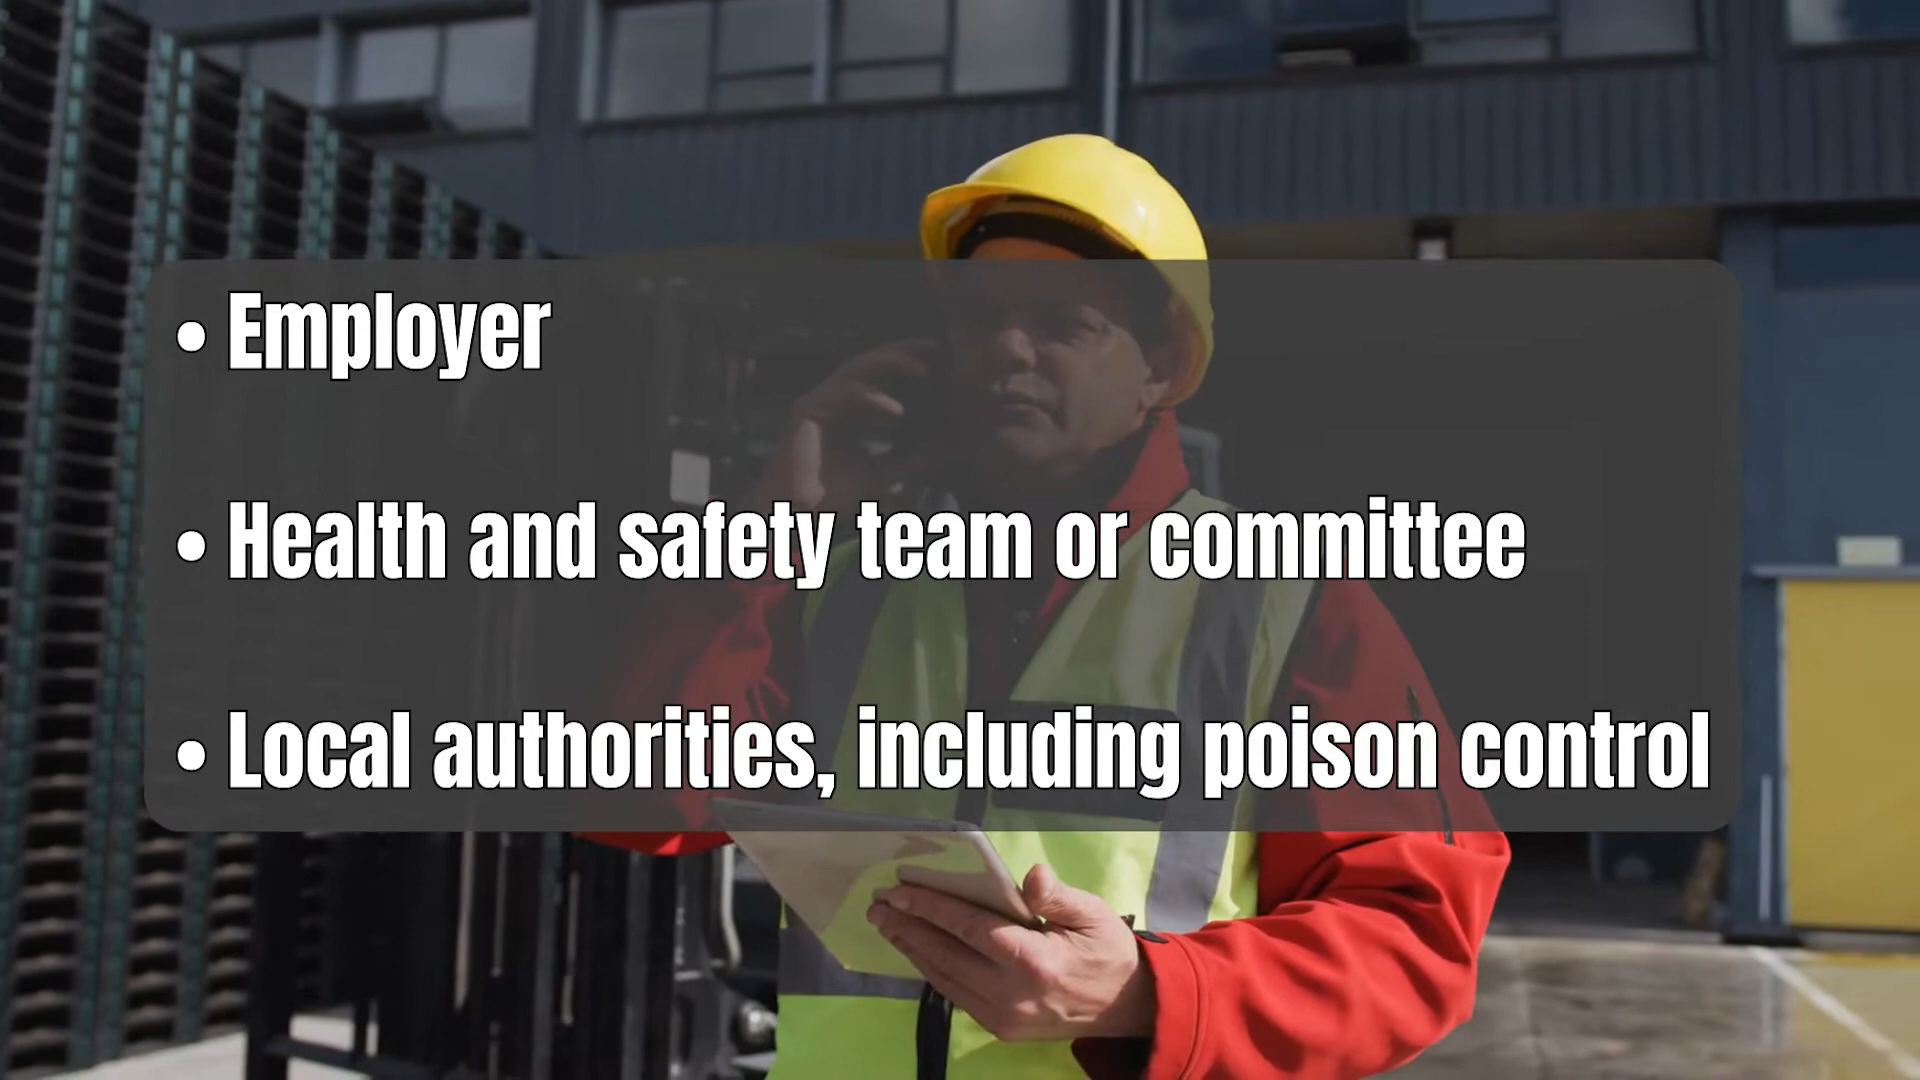 • Employer
• Health and safety team or committee
• Local authorities, including poison control